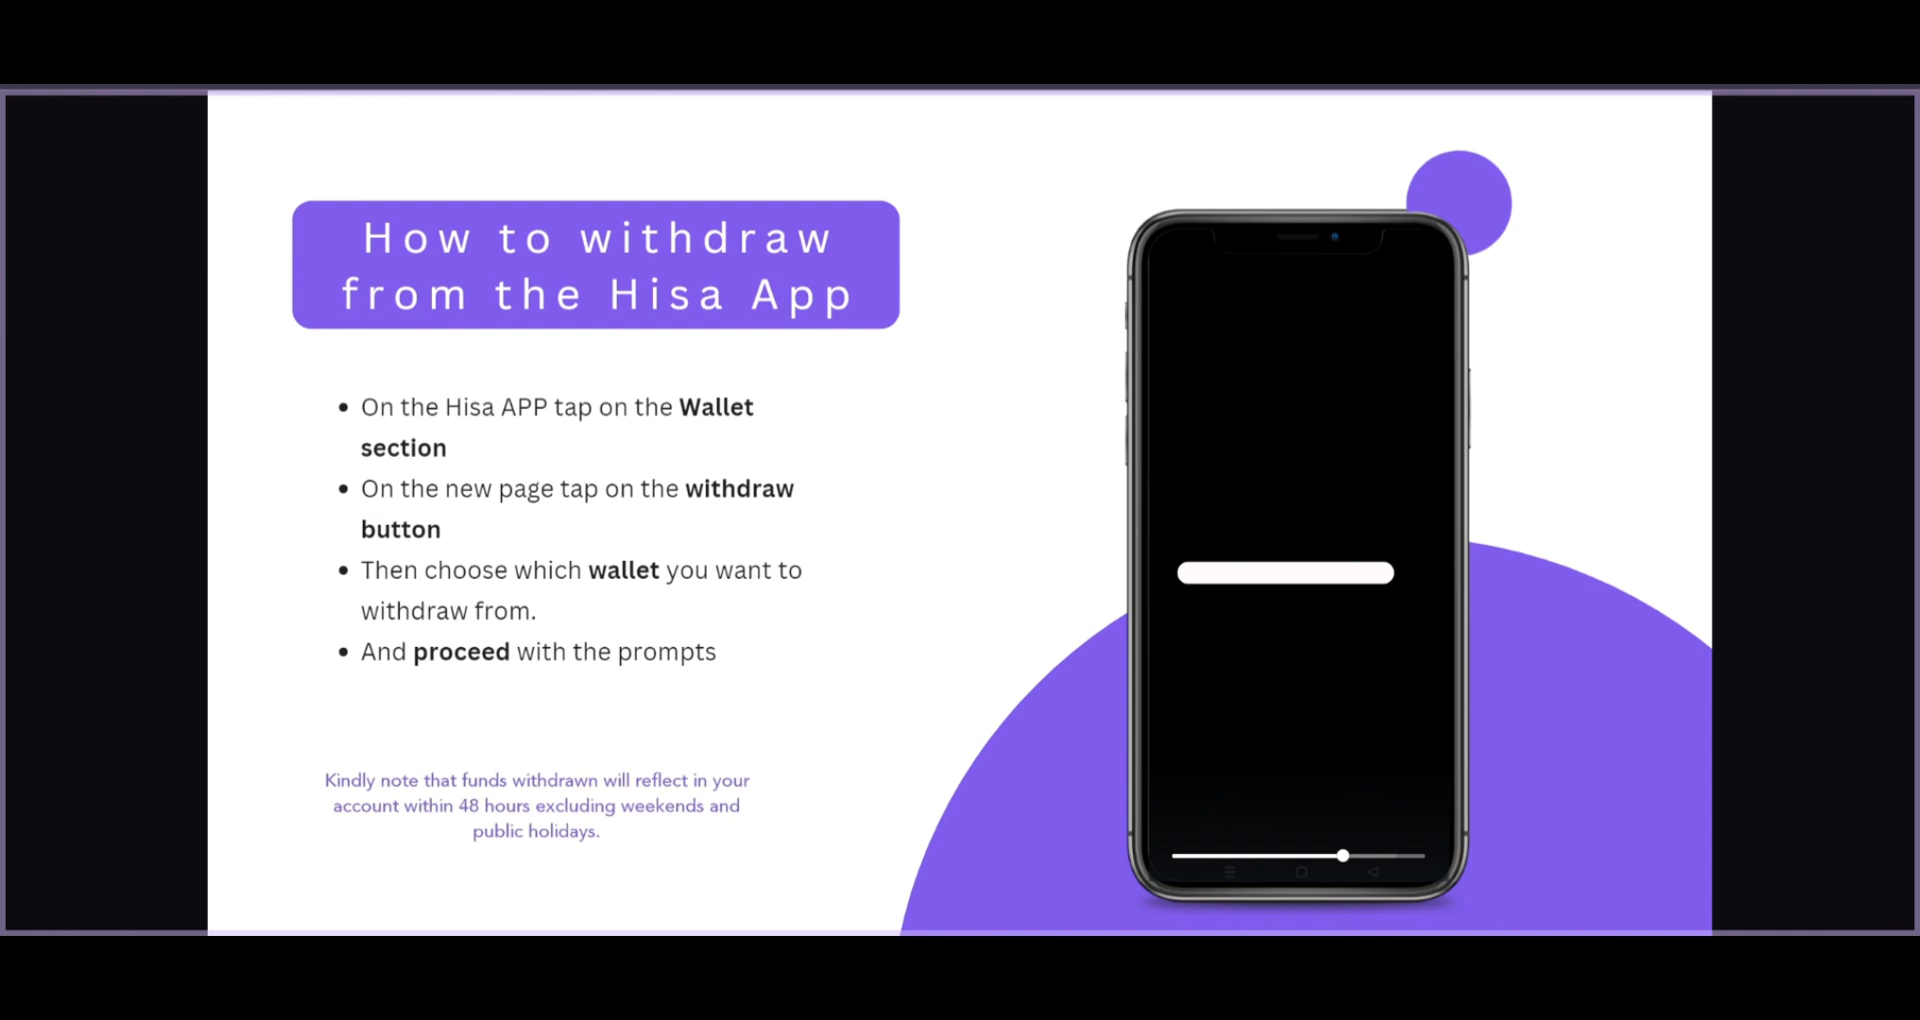 How to withdraw
from the Hisa App
• On the Hisa APP tap on the Wallet
section
• On the new page tap on the withdraw
button
• Then choose which wallet you want to
withdraw from.
• And proceed with the prompts
Kindly note that funds withdrawn will reflect in your
account within 48 hours excluding weekends and
public holidays.